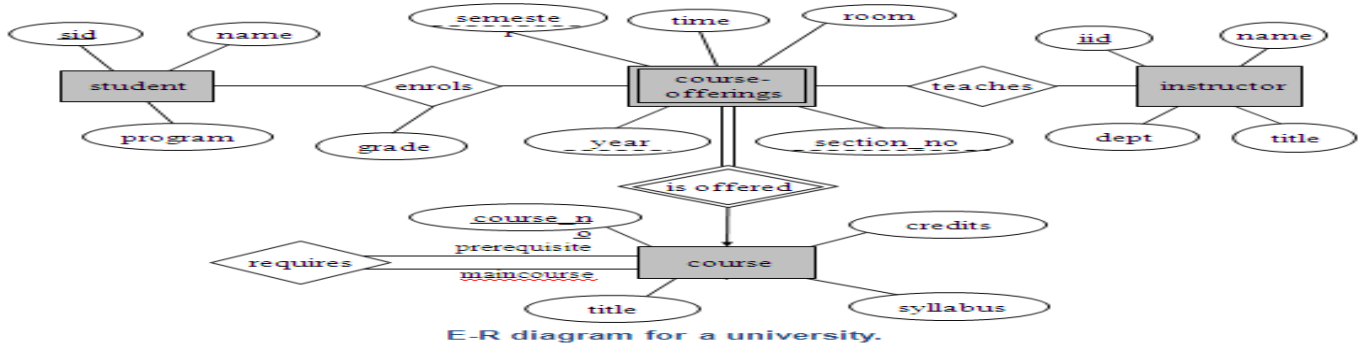 semeste
r
time
room
sid
name
iid
name
student
enrols
course-
offerings
teaches
instructor
program
grade
year
section_no
dept
title
is offered
course_n
o
credits
prerequisite
requires
course
maincourse
title
syllabus
E-R diagram for a university.